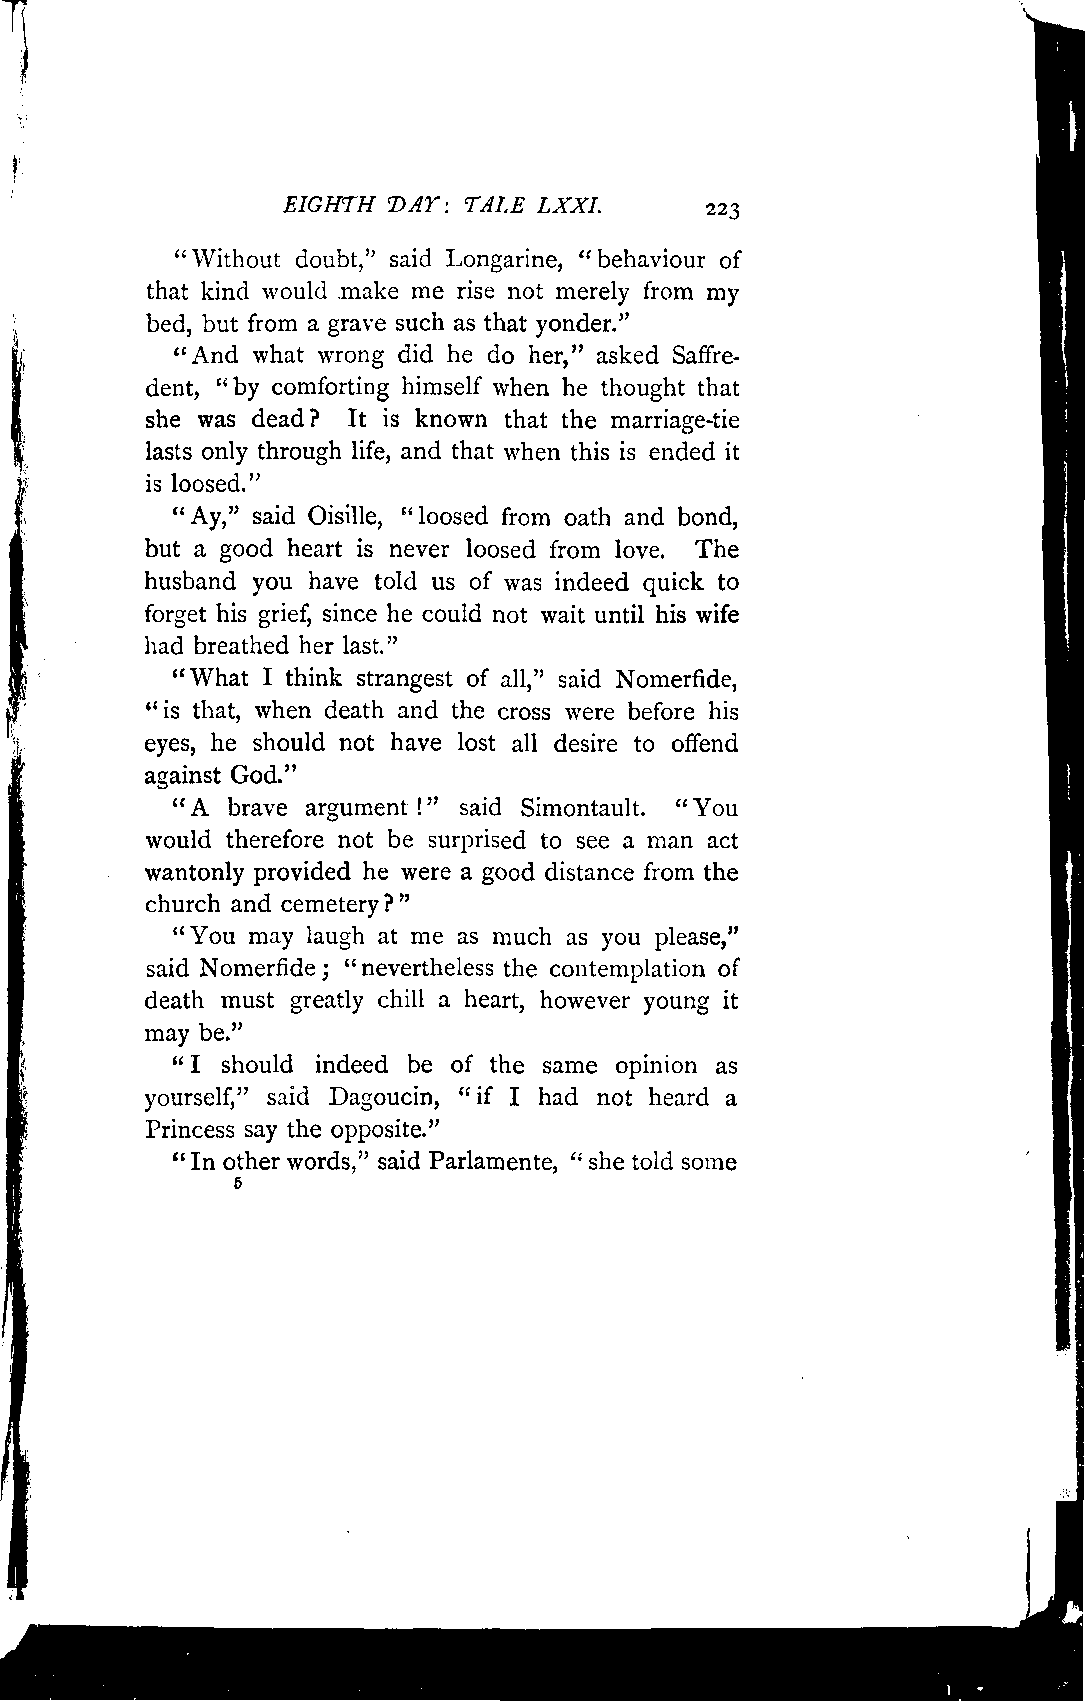 EIGHTH DAY: TALE LXXI. 223
“Without doubt,” said Longarine, “behaviour of
that kind would make me rise not merely from my
bed, but from a grave such as that yonder.”
“And what wrong did he do her,” asked Saffre-
dent, “by comforting himself when he thought that
she was dead? It is known that the marriage-tie
lasts only through life, and that when this is ended it
is loosed.”
“Ay,” said Oisille, “loosed from oath and bond,
but a good heart is never loosed from love. The
husband you have told us of was indeed quick to
forget his grief, since he could not wait until his wife
had breathed her last.”
“What I think strangest of all,” said Nomerfide,
“is that, when death and the cross were before his
eyes, he should not have lost all desire to offend
against God.”
“A brave argument!” said Simontault. “You
would therefore not be surprised to see a man act
wantonly provided he were a good distance from the
church and cemetery?”
“You may laugh at me as much as you please,”
said Nomerfide; “nevertheless the contemplation of
death must greatly chill a heart, however young it
may be.”
“I should indeed be of the same opinion as
yourself,” said Dagoucin, “if I had not heard a
Princess say the opposite.”
“In other words,” said Parlamente, “she told some
5